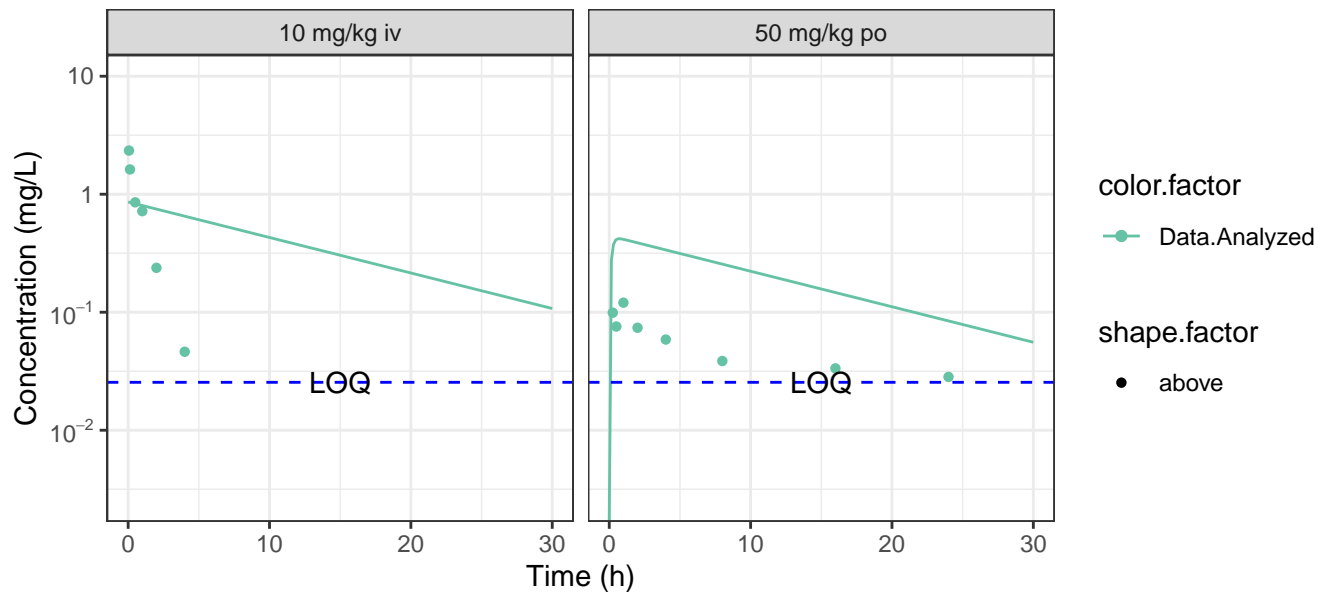 10 mg/kg iv
50 mg/kg po
Concentration (mg/L)
10
1
10⁻¹
10⁻²
LOQ
LOQ
0 10 20 30
0 10 20 30
Time (h)
color.factor
Data.Analyzed
shape.factor
above